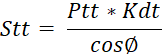 Stt = Ptt * Kdt / cosØ